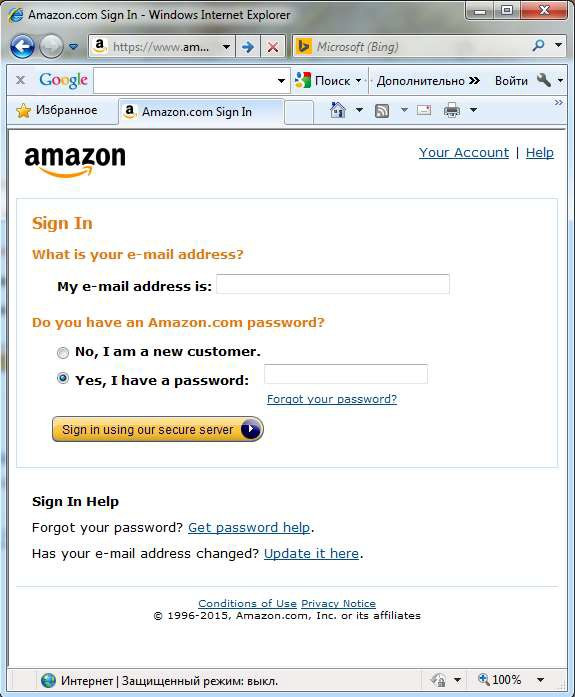 Amazon.com Sign In - Windows Internet Explorer
https://www.am... Microsoft (Bing)
Google Поиск Дополнительно Войти
Избранное Amazon.com Sign In
amazon Your Account | Help
Sign In
What is your e-mail address?
My e-mail address is:
Do you have an Amazon.com password?
No, I am a new customer.
Yes, I have a password:
Forgot your password?
Sign in using our secure server
Sign In Help
Forgot your password? Get password help.
Has your e-mail address changed? Update it here.
Conditions of Use Privacy Notice
© 1996-2015, Amazon.com, Inc. or its affiliates
Интернет | Защищенный режим: выкл. 100%